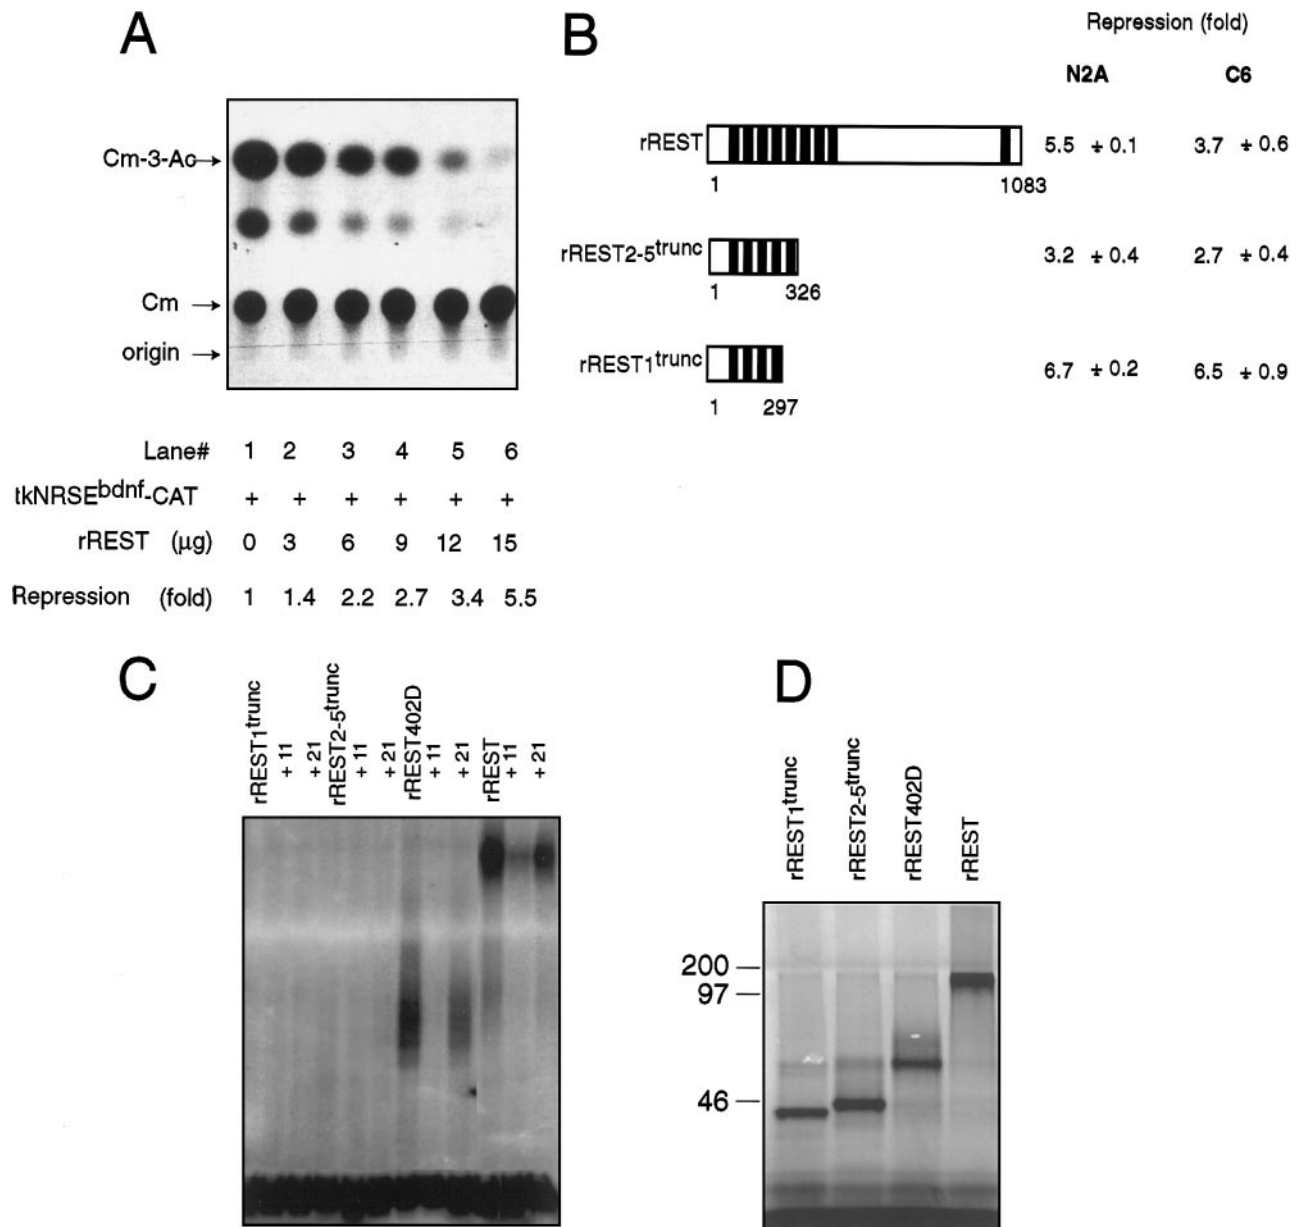 A
Cm-3-Ac
Cm
origin
Lane# 1 2 3 4 5 6
tkNRSEbdnf-CAT + + + + + +
rREST (μg) 0 3 6 9 12 15
Repression (fold) 1 1.4 2.2 2.7 3.4 5.5
B
Repression (fold)
N2A C6
rREST 5.5 ± 0.1 3.7 ± 0.6
1 1083
rREST2-5trunc 3.2 ± 0.4 2.7 ± 0.4
1 326
rREST1trunc 6.7 ± 0.2 6.5 ± 0.9
1 297
C
rREST1trunc
+ 11
+ 21
rREST2-5trunc
+ 11
+ 21
rREST402D
+ 11
+ 21
rREST
+ 11
+ 21
D
rREST1trunc
rREST2-5trunc
rREST402D
rREST
200
97
46